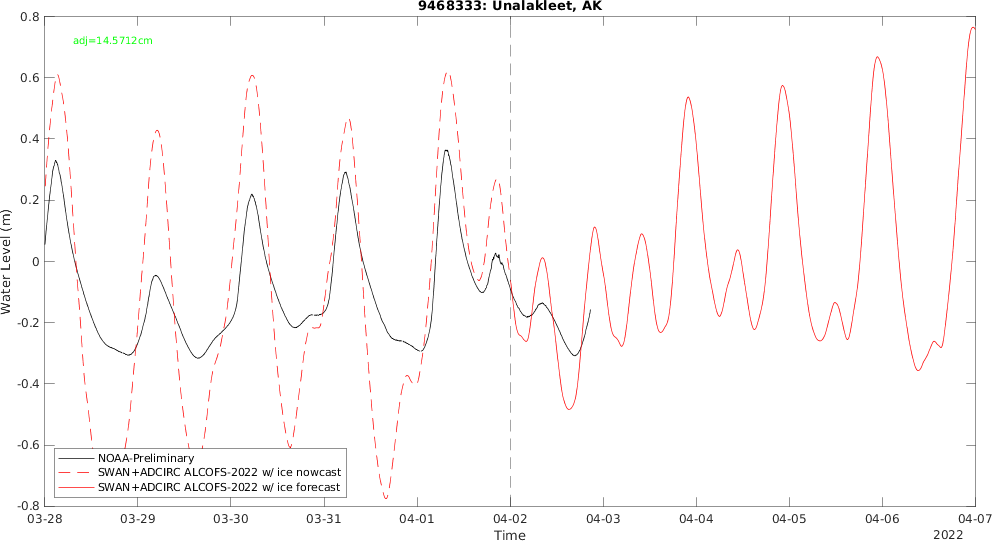 9468333: Unalakleet, AK
adj=14.5712cm
Water Level (m)
0.8
0.6
0.4
0.2
0
-0.2
-0.4
-0.6
-0.8
NOAA-Preliminary
SWAN+ADCIRC ALCOFS-2022 w/ ice nowcast
SWAN+ADCIRC ALCOFS-2022 w/ ice forecast
03-28 03-29 03-30 03-31 04-01 04-02 04-03 04-04 04-05 04-06 04-07
Time
2022